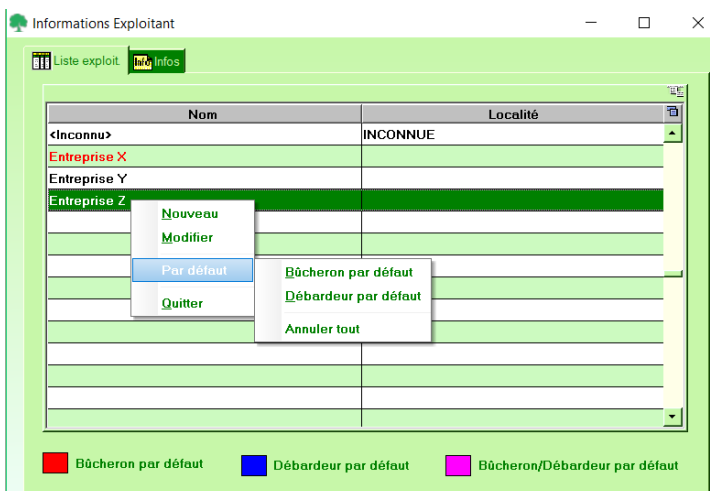 Informations Exploitant
Liste exploit. Info Infos
Nom Localité
<Inconnu> INCONNUE
Entreprise X
Entreprise Y
Entreprise Z
Nouveau
Modifier
Par défaut
Quitter
Bûcheron par défaut
Débardeur par défaut
Annuler tout
Bûcheron par défaut Débardeur par défaut Bûcheron/Débardeur par défaut